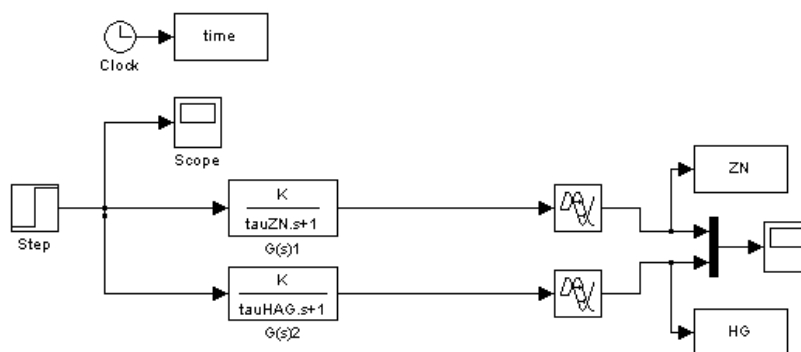 time
Clock
Scope
ZN
K
tauZN.s+1
G(s)1
Step
K
tauHAG.s+1
G(s)2
HG